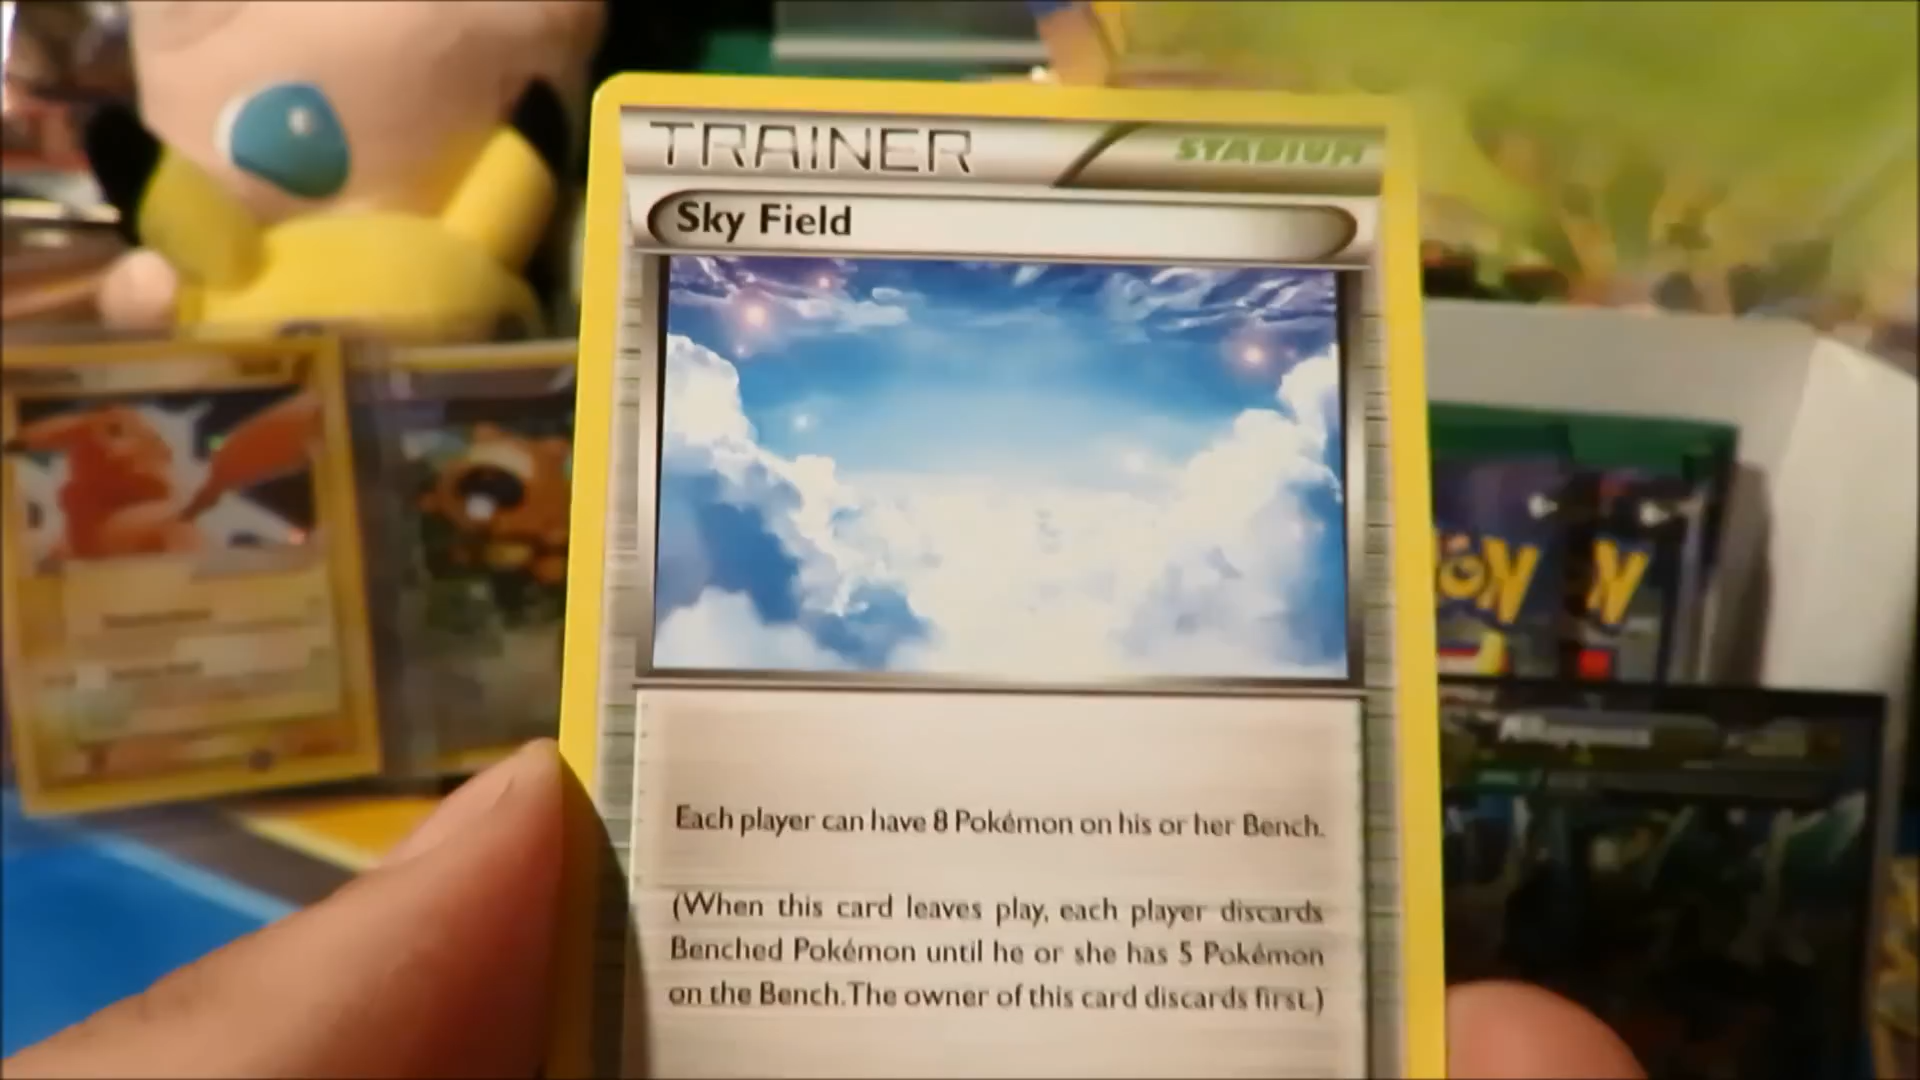 TRAINER
STADIUM
Sky Field
Each player can have 8 Pokémon on his or her Bench.
(When this card leaves play, each player discards
Benched Pokémon until he or she has 5 Pokémon
on the Bench. The owner of this card discards first.)